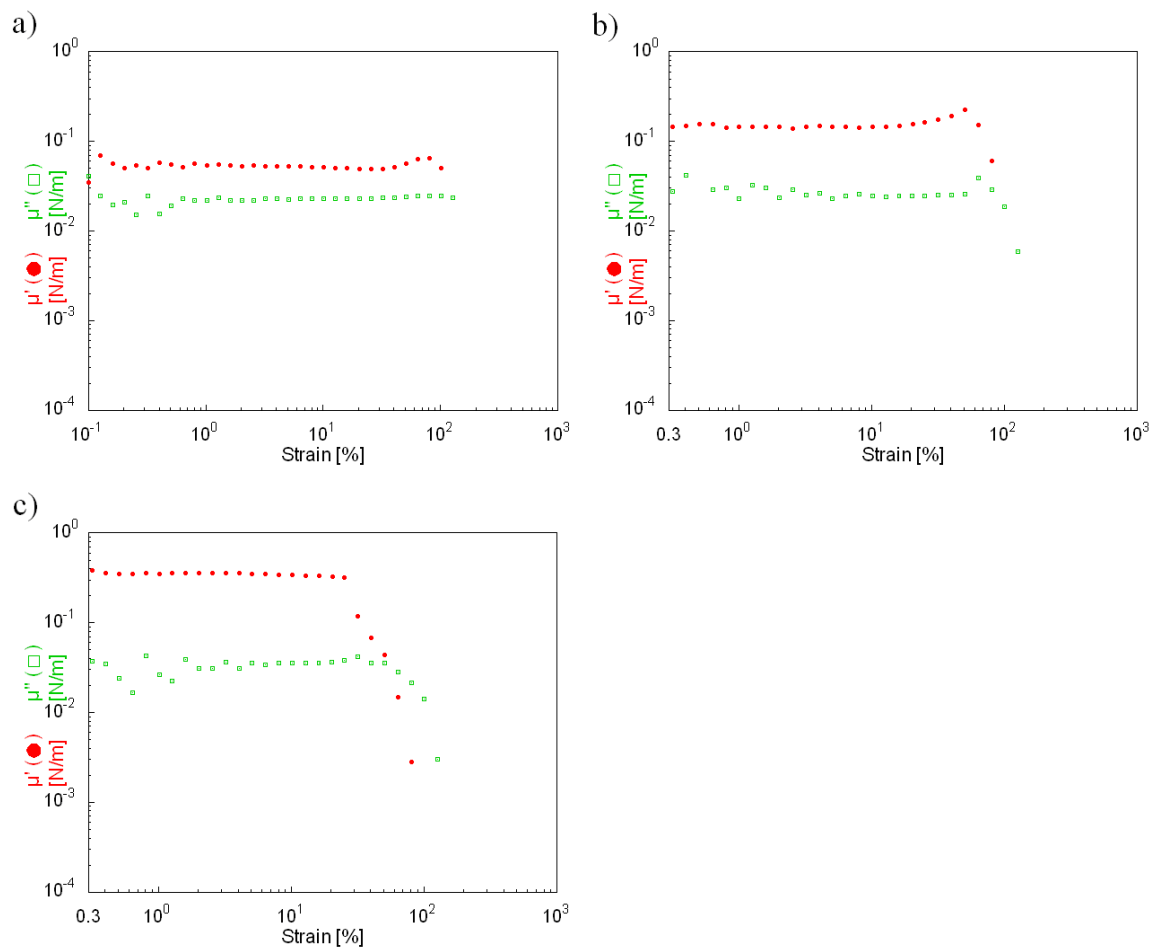 a)
10⁰
10⁻¹
10⁻²
10⁻³
10⁻⁴
μ' (●) μ" (□)
[N/m] [N/m]
10⁻¹ 10⁰ 10¹ 10² 10³
Strain [%]
b)
10⁰
10⁻¹
10⁻²
10⁻³
10⁻⁴
μ' (●) μ" (□)
[N/m] [N/m]
0.3 10⁰ 10¹ 10² 10³
Strain [%]
c)
10⁰
10⁻¹
10⁻²
10⁻³
10⁻⁴
μ' (●) μ" (□)
[N/m] [N/m]
0.3 10⁰ 10¹ 10² 10³
Strain [%]